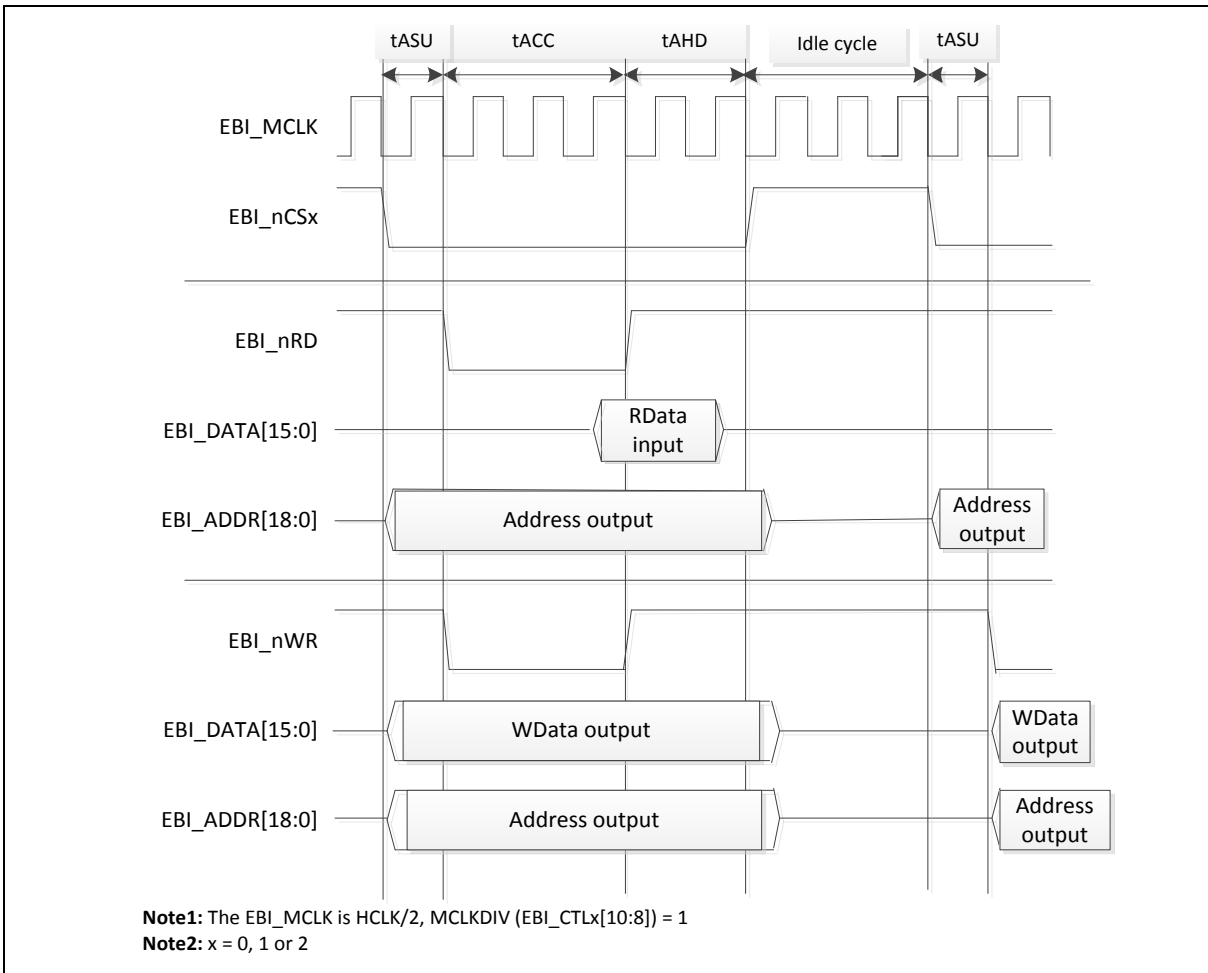 tASU tACC tAHD Idle cycle tASU
EBI_MCLK
EBI_nCSx
EBI_nRD
EBI_DATA[15:0]
RData
input
EBI_ADDR[18:0]
Address output
Address
output
EBI_nWR
EBI_DATA[15:0]
WData output
WData
output
EBI_ADDR[18:0]
Address output
Address
output
Note1: The EBI_MCLK is HCLK/2, MCLKDIV (EBI_CTLx[10:8]) = 1
Note2: x = 0, 1 or 2